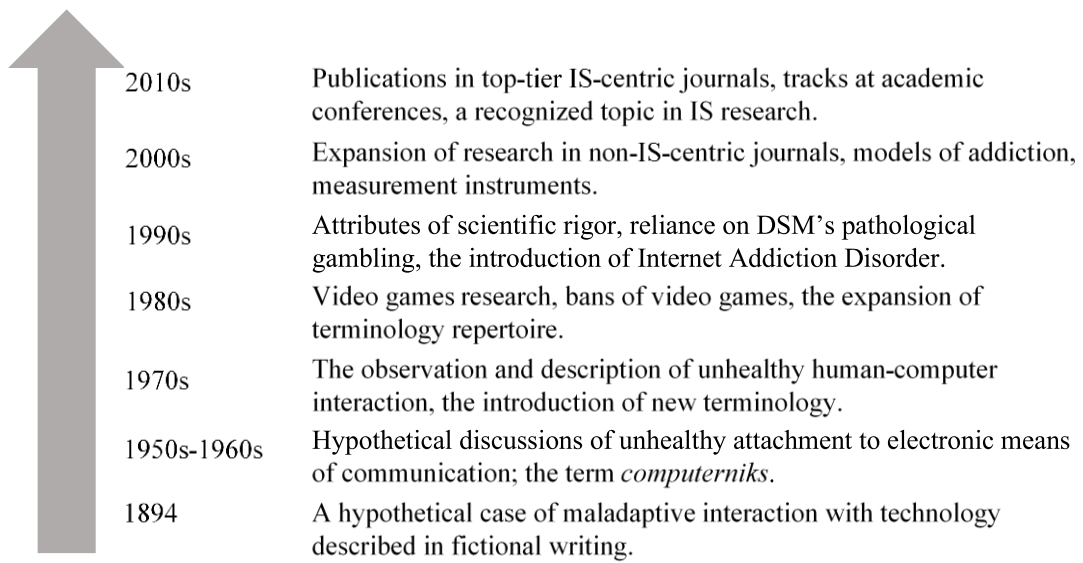 2010s
Publications in top-tier IS-centric journals, tracks at academic
conferences, a recognized topic in IS research.
2000s
Expansion of research in non-IS-centric journals, models of addiction,
measurement instruments.
1990s
Attributes of scientific rigor, reliance on DSM’s pathological
gambling, the introduction of Internet Addiction Disorder.
1980s
Video games research, bans of video games, the expansion of
terminology repertoire.
1970s
The observation and description of unhealthy human-computer
interaction, the introduction of new terminology.
1950s-1960s
Hypothetical discussions of unhealthy attachment to electronic means
of communication; the term computerniks.
1894
A hypothetical case of maladaptive interaction with technology
described in fictional writing.